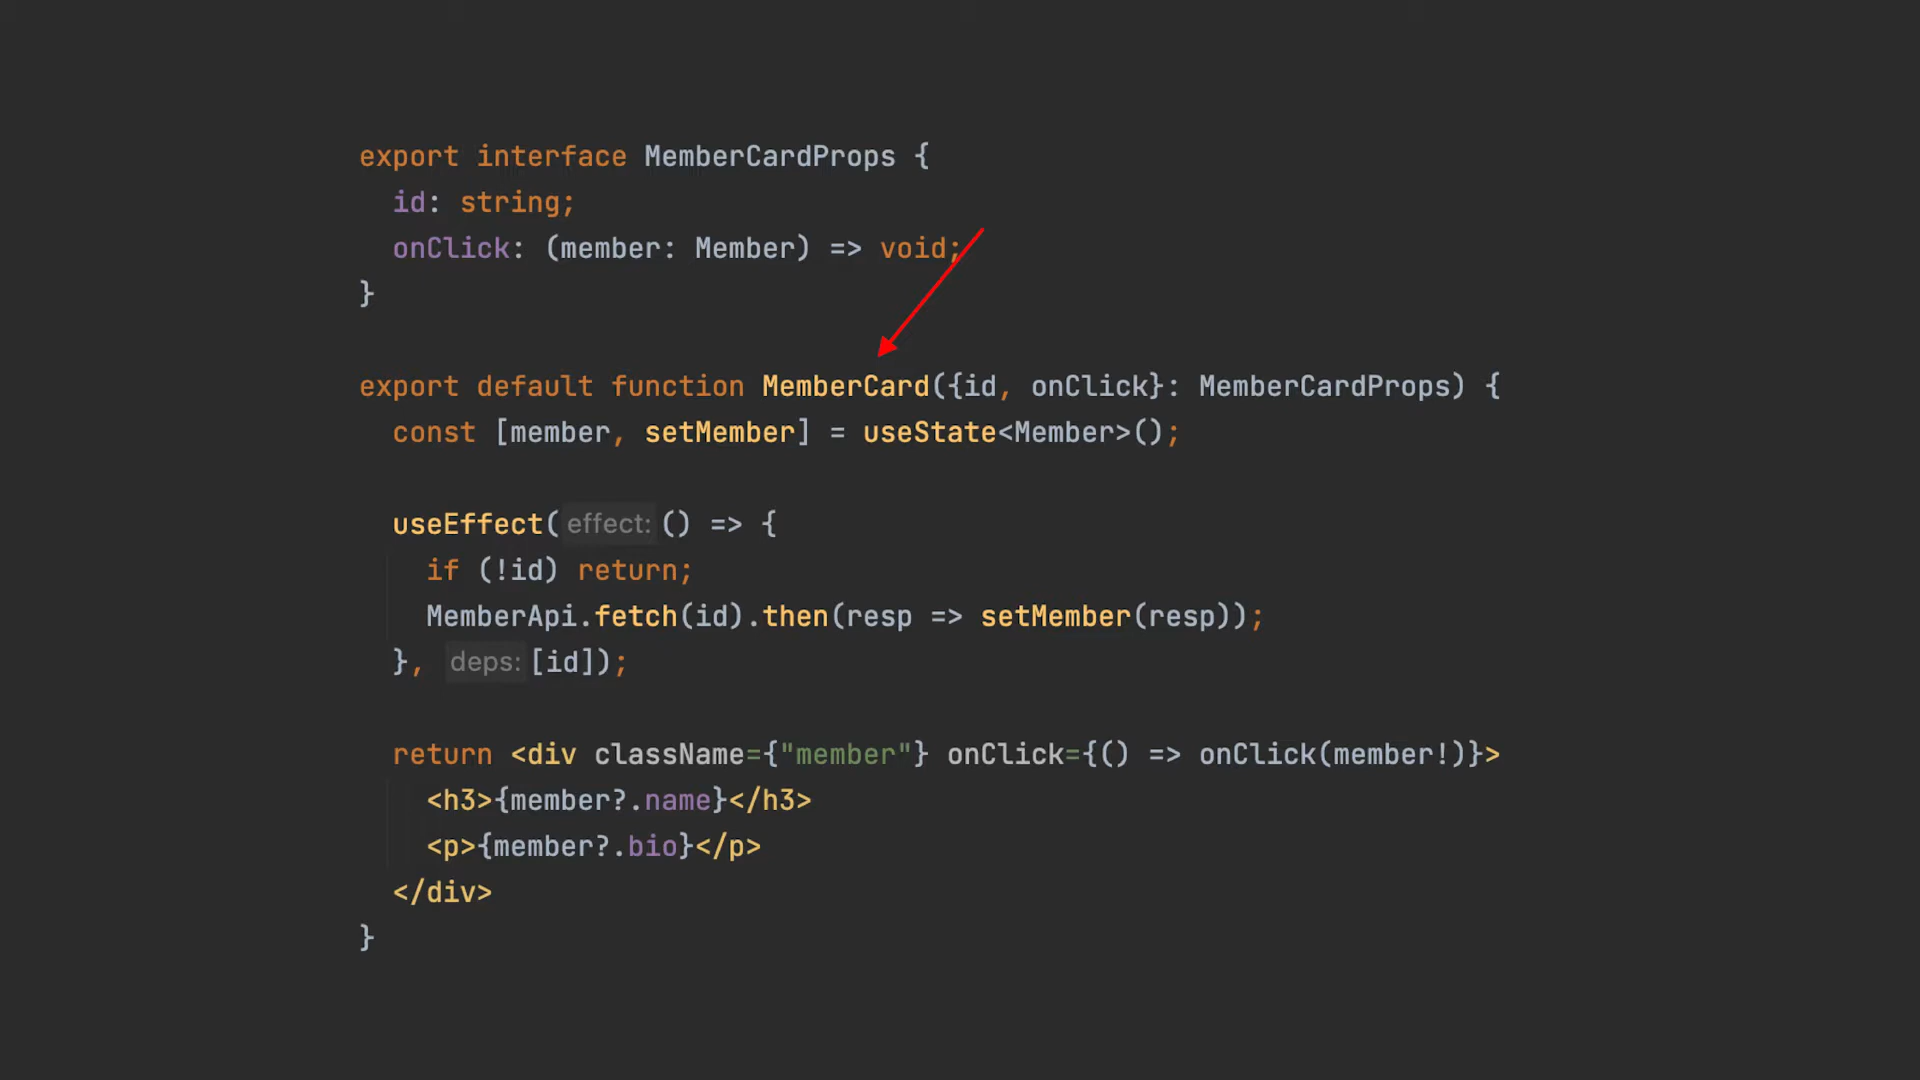 export interface MemberCardProps {
  id: string;
  onClick: (member: Member) => void;
}
export default function MemberCard({id, onClick}: MemberCardProps) {
  const [member, setMember] = useState<Member>();
  useEffect( effect: () => {
    if (!id) return;
    MemberApi.fetch(id).then(resp => setMember(resp));
  }, deps: [id]);
  return <div className={"member"} onClick={() => onClick(member!)}>
    <h3>{member?.name}</h3>
    <p>{member?.bio}</p>
  </div>
}